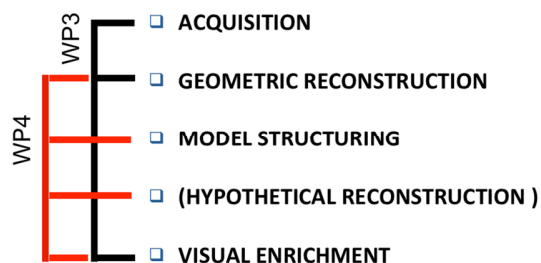 WP3
WP4
❑ ACQUISITION
❑ GEOMETRIC RECONSTRUCTION
❑ MODEL STRUCTURING
❑ (HYPOTHETICAL RECONSTRUCTION )
❑ VISUAL ENRICHMENT